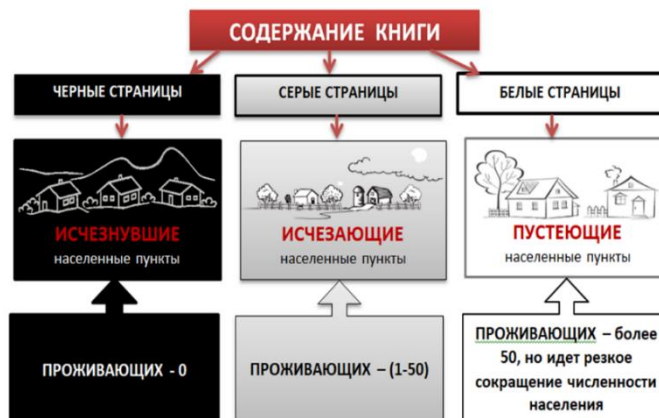 СОДЕРЖАНИЕ КНИГИ
ЧЕРНЫЕ СТРАНИЦЫ
СЕРЫЕ СТРАНИЦЫ
БЕЛЫЕ СТРАНИЦЫ
ИСЧЕЗНУВШИЕ
населенные пункты
ИСЧЕЗАЮЩИЕ
населенные пункты
ПУСТЕЮЩИЕ
населенные пункты
ПРОЖИВАЮЩИХ - 0
ПРОЖИВАЮЩИХ – (1-50)
ПРОЖИВАЮЩИХ – более
50, но идет резкое
сокращение численности
населения